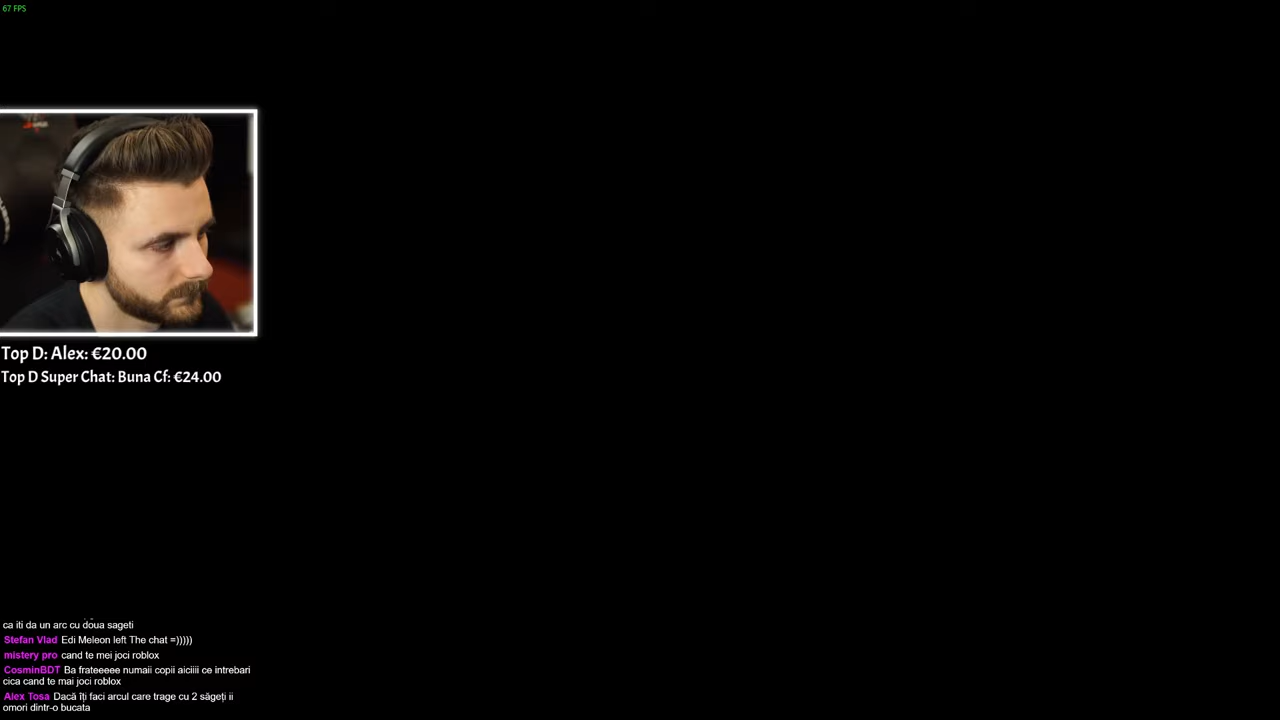 67 FPS
Top D: Alex: €20.00
Top D Super Chat: Buna Cf: €24.00
ca iti da un arc cu două sageti
Stefan Vlad Edi Meleon left The chat =)))))
mistery pro cand te mei joci roblox
CosminBDT Ba frateeeee numaii copii aiciiii ce intrebari
cica cand te mai joci roblox
Alex Tosa Dacă îți faci arcul care trage cu 2 săgeți ii
omori dintr-o bucata